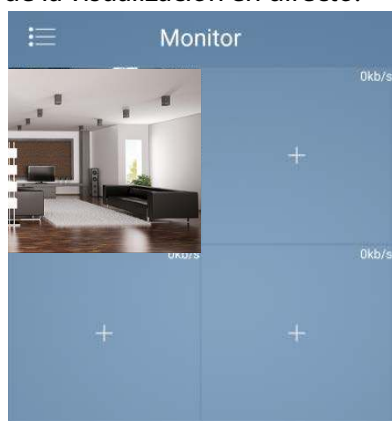 de la visualización en directo.
Monitor
0kb/s
0kb/s
0kb/s